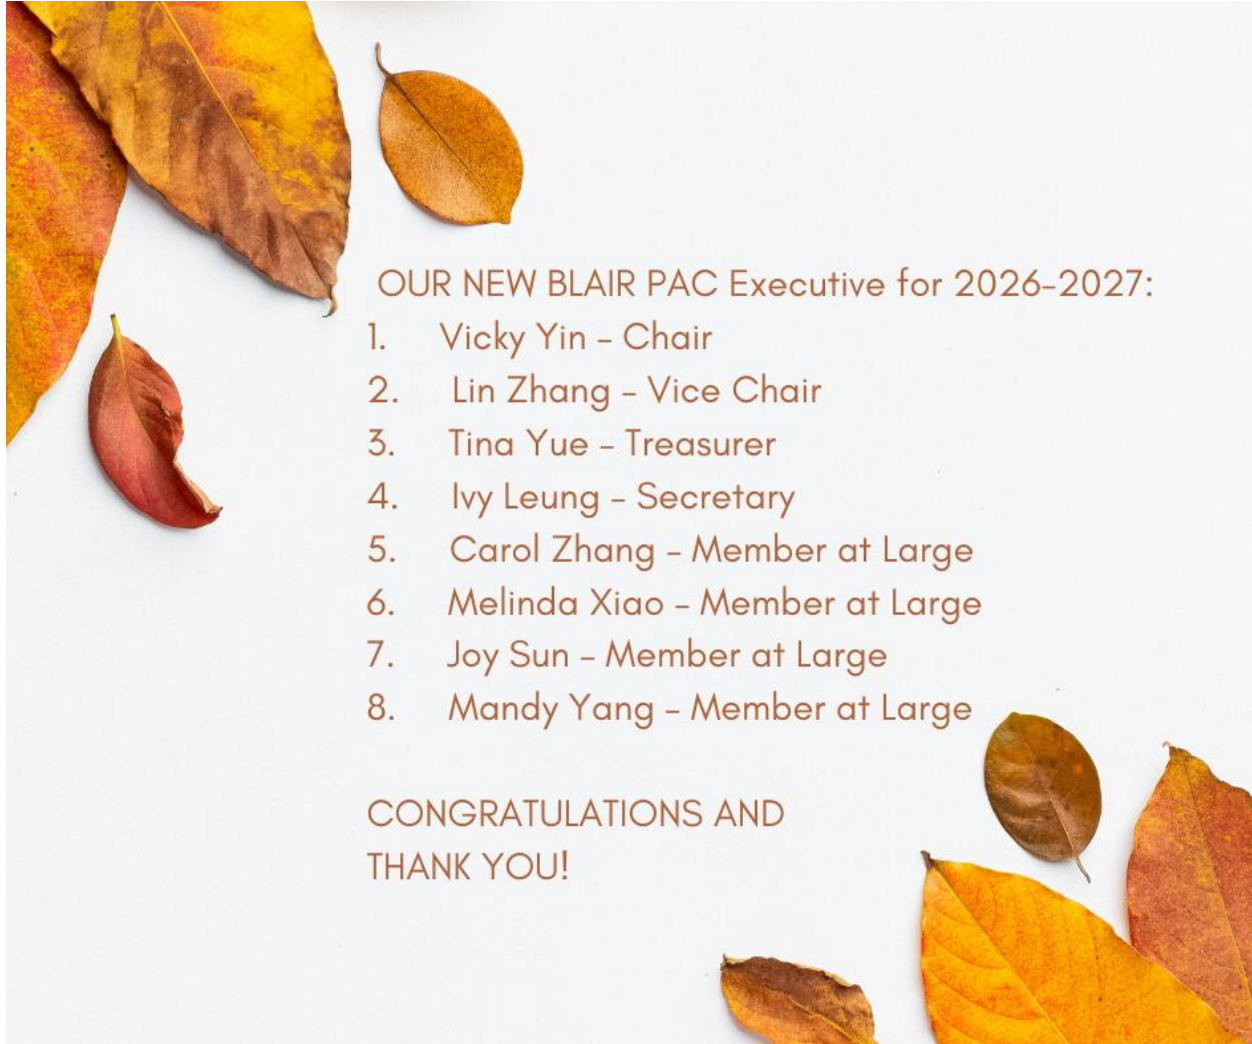 OUR NEW BLAIR PAC Executive for 2026-2027:
1. Vicky Yin - Chair
2. Lin Zhang - Vice Chair
3. Tina Yue - Treasurer
4. Ivy Leung - Secretary
5. Carol Zhang - Member at Large
6. Melinda Xiao - Member at Large
7. Joy Sun - Member at Large
8. Mandy Yang - Member at Large
CONGRATULATIONS AND
THANK YOU!